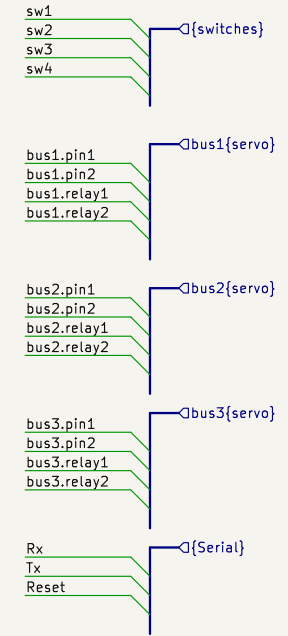 sw1
{switches}
sw2
sw3
sw4
bus1{servo}
bus1.pin1
bus1.pin2
bus1.relay1
bus1.relay2
bus2{servo}
bus2.pin1
bus2.pin2
bus2.relay1
bus2.relay2
bus3{servo}
bus3.pin1
bus3.pin2
bus3.relay1
bus3.relay2
{Serial}
Rx
Tx
Reset